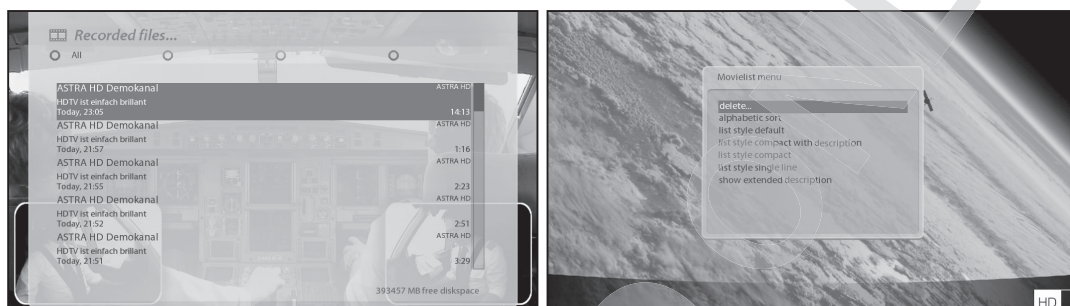 Recorded files...
All
ASTRA HD Demokanal ASTRA HD
HDTV ist einfach brillant
Today, 23:05 14:13
ASTRA HD Demokanal ASTRA HD
HDTV ist einfach brillant
Today, 21:57 1:16
ASTRA HD Demokanal ASTRA HD
HDTV ist einfach brillant
Today, 21:55 2:23
ASTRA HD Demokanal ASTRA HD
HDTV ist einfach brillant
Today, 21:52 2:51
ASTRA HD Demokanal ASTRA HD
HDTV ist einfach brillant
Today, 21:51 3:29
393457 MB free diskspace
Movielist menu
delete...
alphabetic sort
list style default
list style compact with description
list style compact
list style single line
show extended description
HD